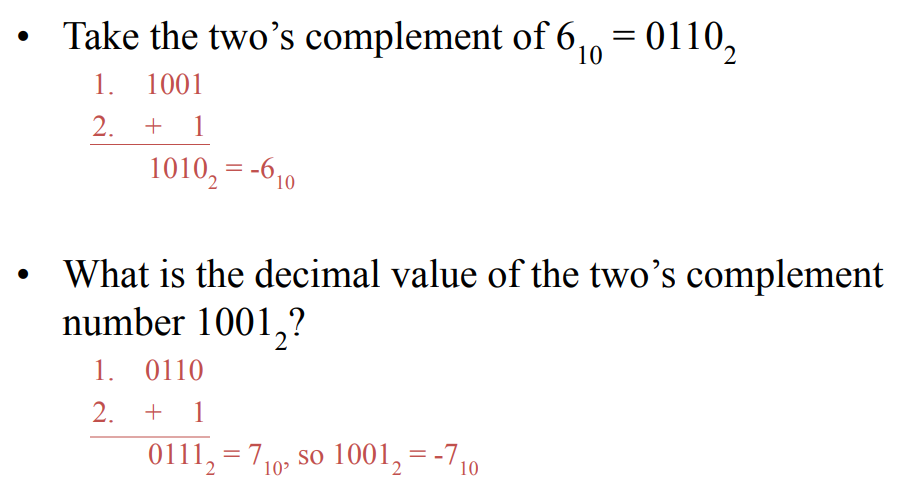 • Take the two's complement of 6₁₀ = 0110₂
1. 1001
2. + 1
1010₂ = -6₁₀
• What is the decimal value of the two's complement
number 1001₂?
1. 0110
2. + 1
0111₂ = 7₁₀, so 1001₂ = -7₁₀